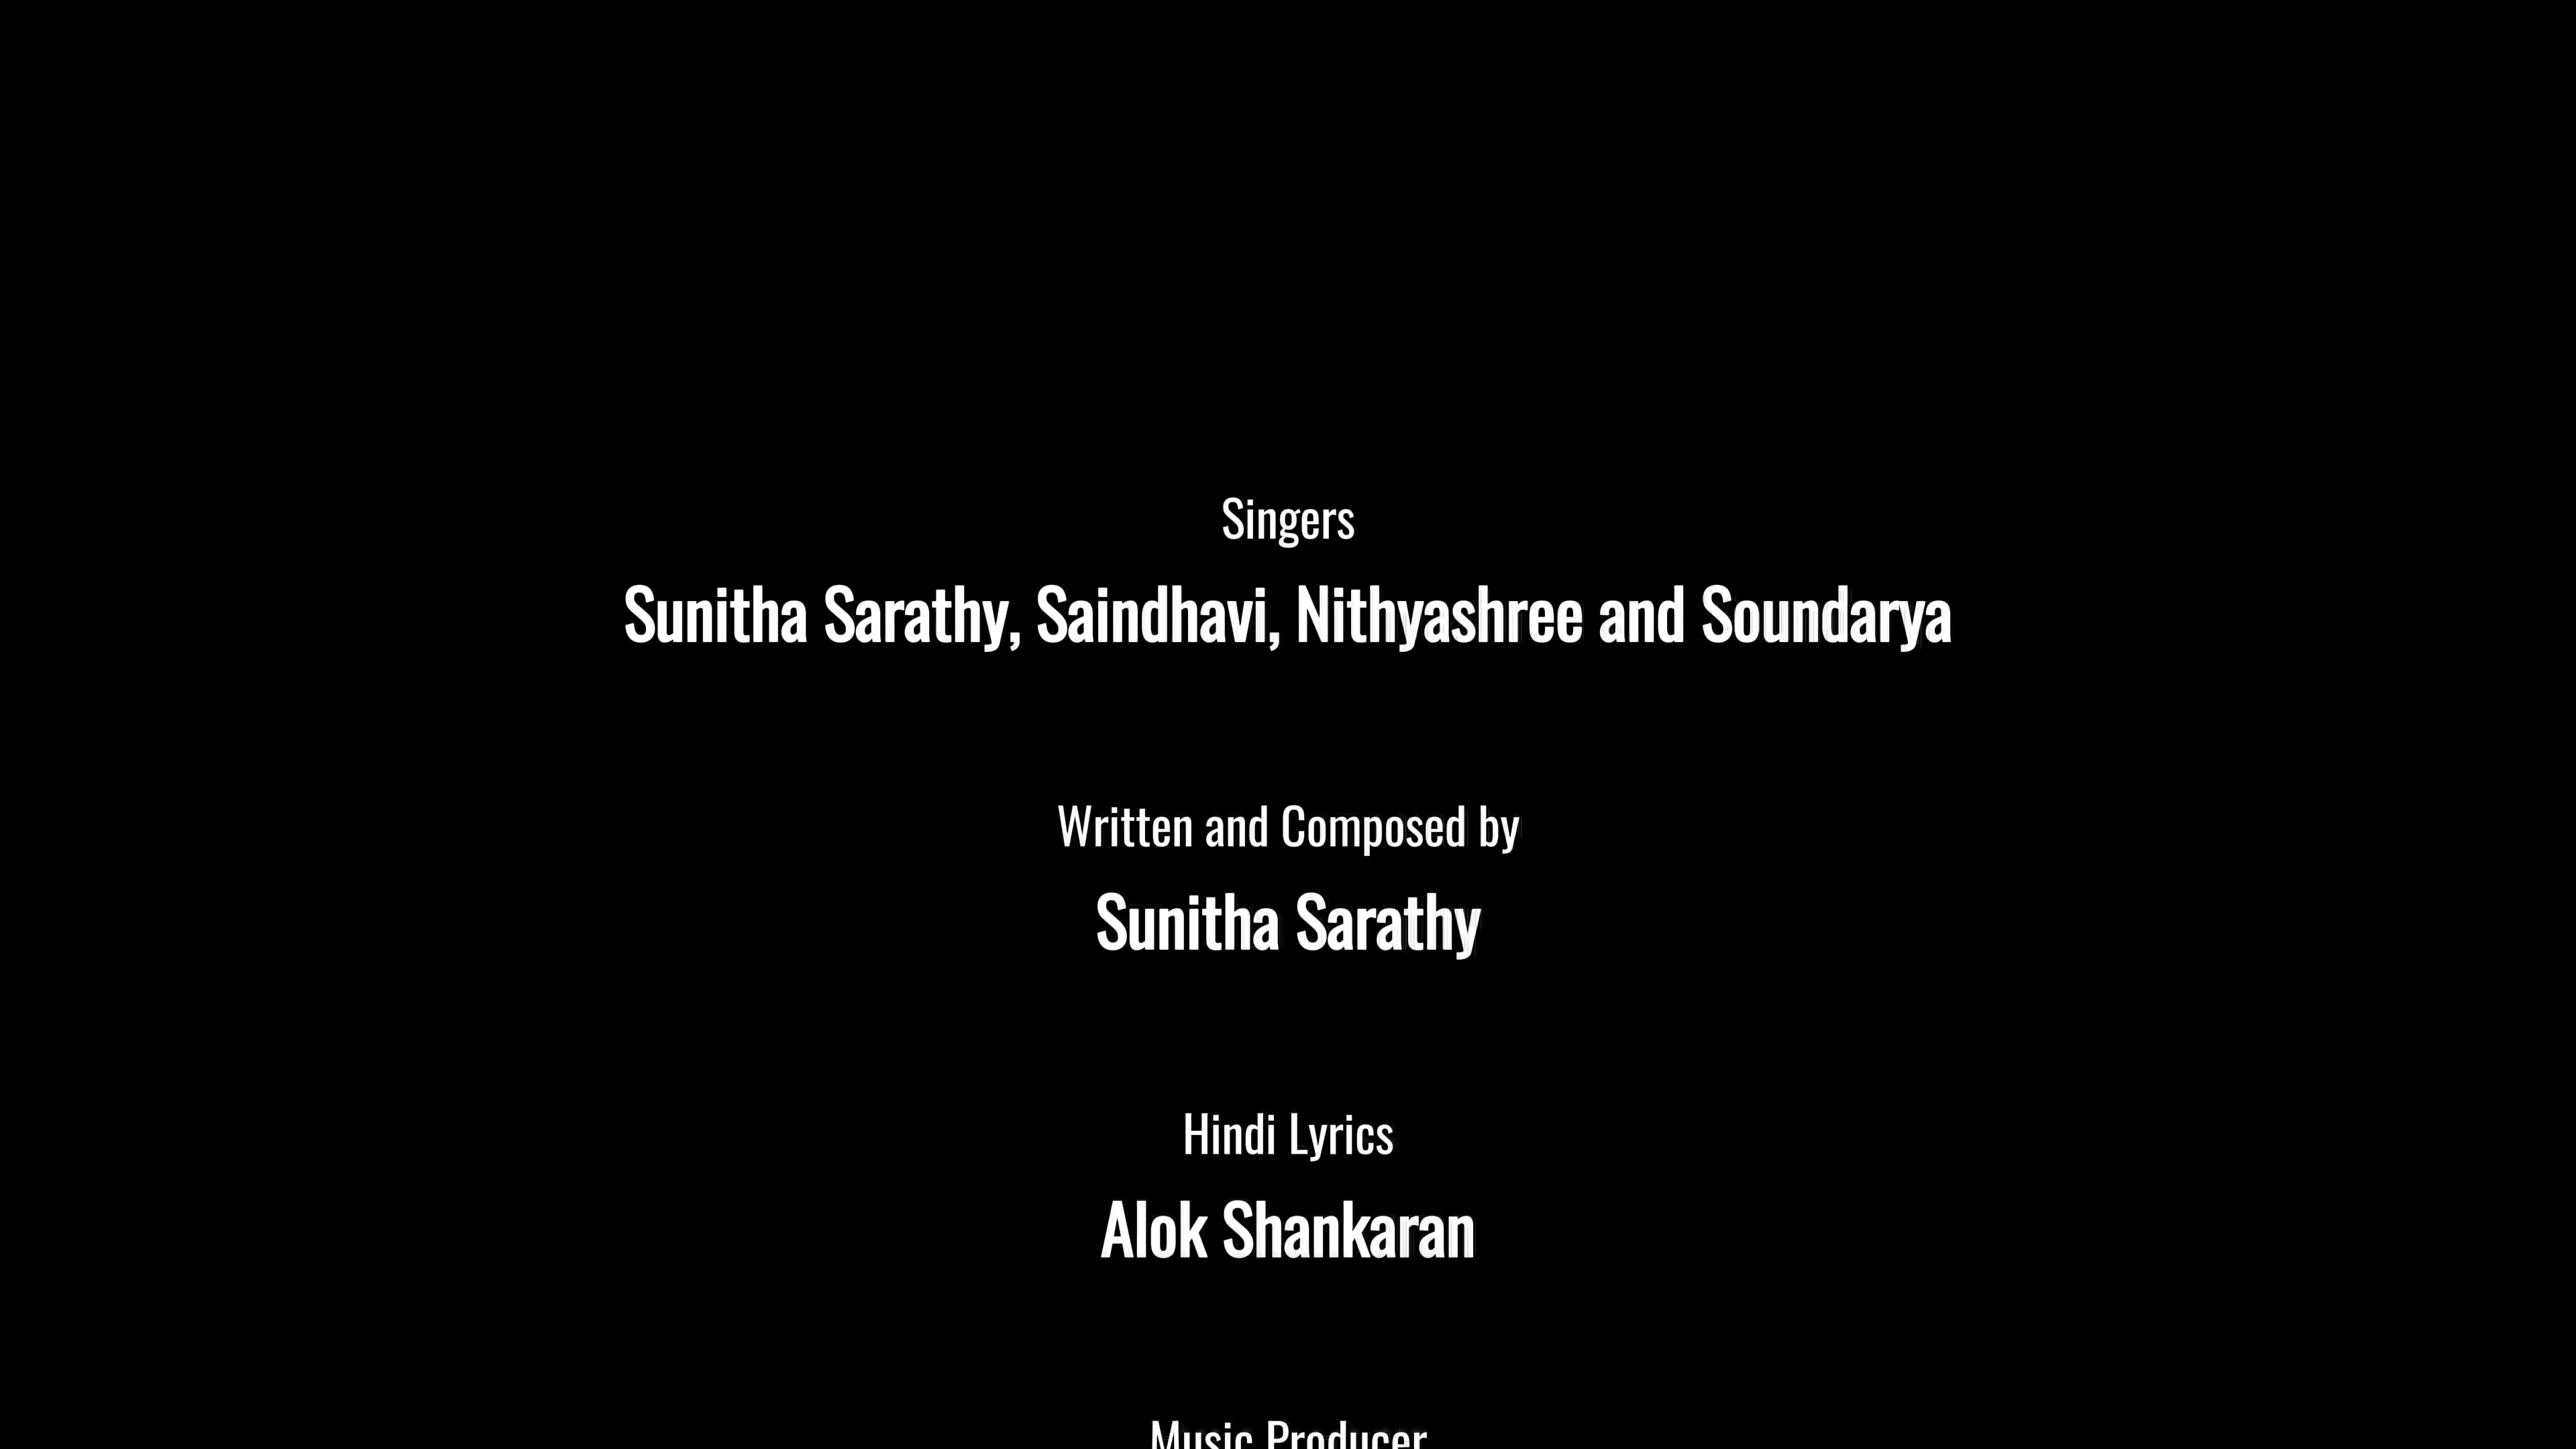 Singers
Sunitha Sarathy, Saindhavi, Nithyashree and Soundarya
Written and Composed by
Sunitha Sarathy
Hindi Lyrics
Alok Shankaran
Music Producer